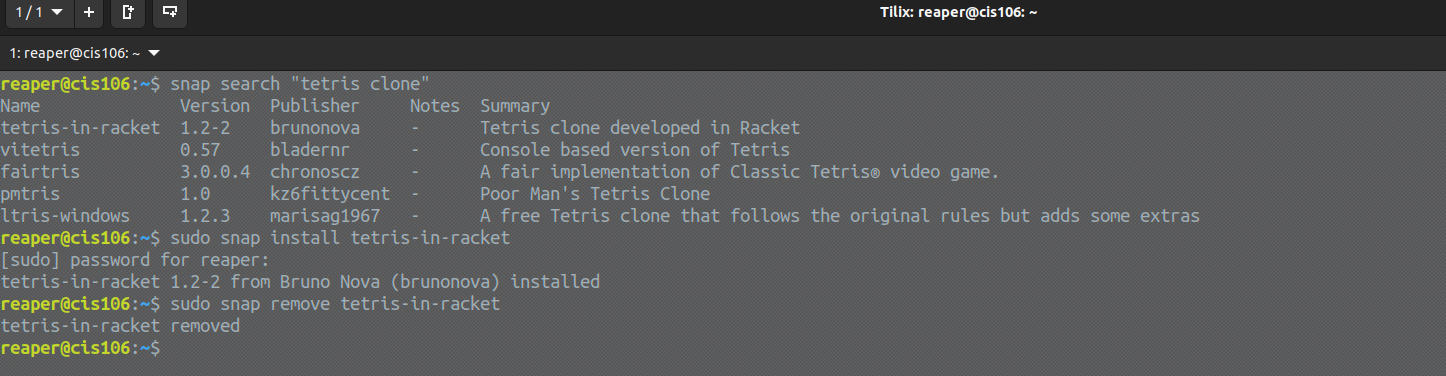 1 / 1
Tilix: reaper@cis106: ~
1: reaper@cis106: ~
reaper@cis106:~$ snap search "tetris clone"
Name              Version  Publisher     Notes  Summary
tetris-in-racket  1.2-2    brunonova     -      Tetris clone developed in Racket
vitetris          0.57     bladernr      -      Console based version of Tetris
fairtris          3.0.0.4  chronoscz     -      A fair implementation of Classic Tetris® video game.
pmtris            1.0      kz6fittycent  -      Poor Man's Tetris Clone
ltris-windows     1.2.3    marisag1967   -      A free Tetris clone that follows the original rules but adds some extras
reaper@cis106:~$ sudo snap install tetris-in-racket
[sudo] password for reaper:
tetris-in-racket 1.2-2 from Bruno Nova (brunonova) installed
reaper@cis106:~$ sudo snap remove tetris-in-racket
tetris-in-racket removed
reaper@cis106:~$